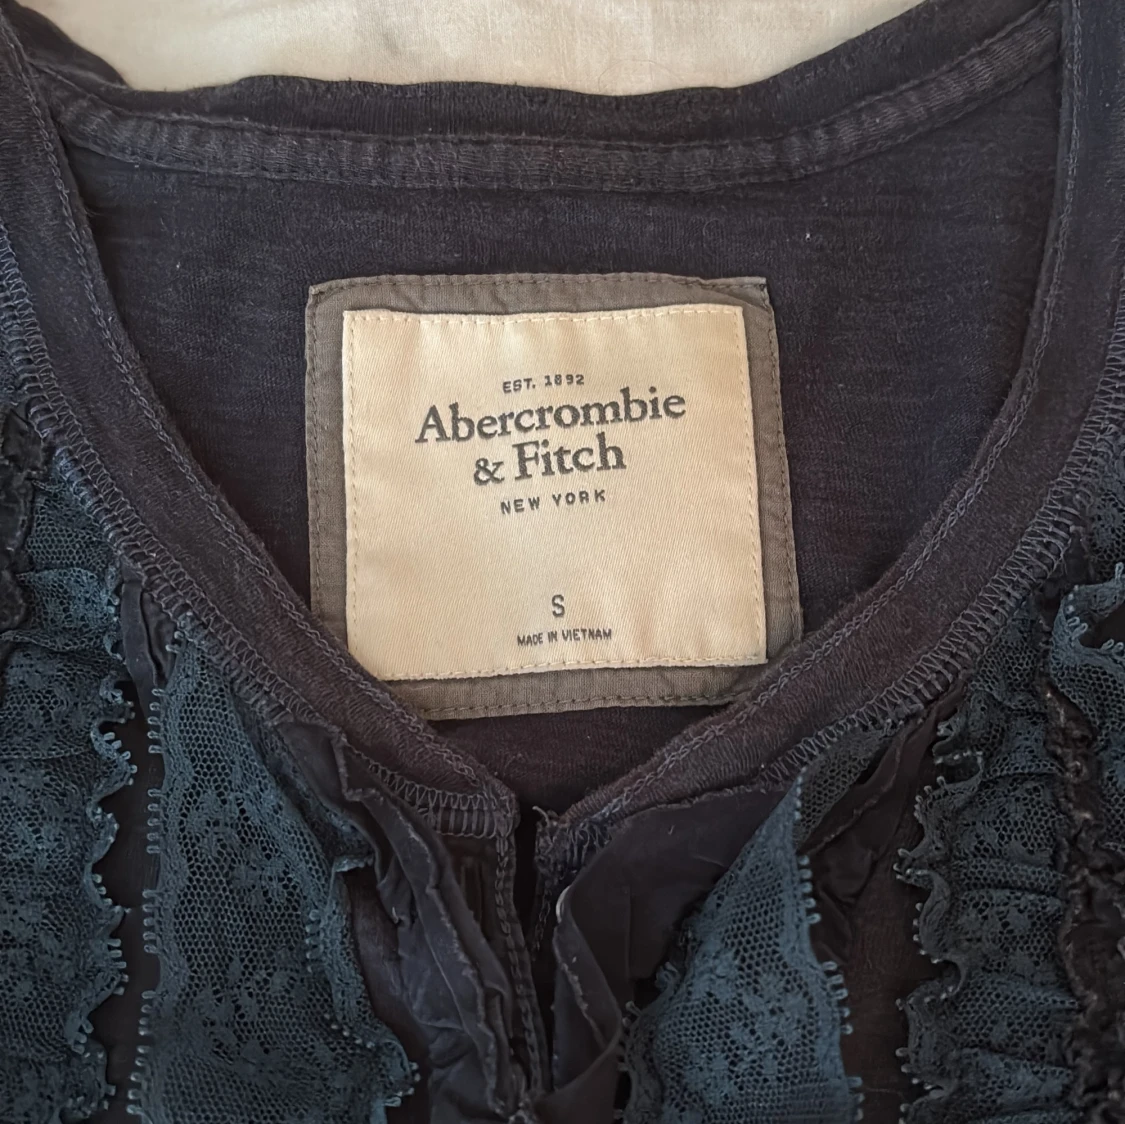 EST. 1892
Abercrombie
& Fitch
NEW YORK
S
MADE IN VIETNAM